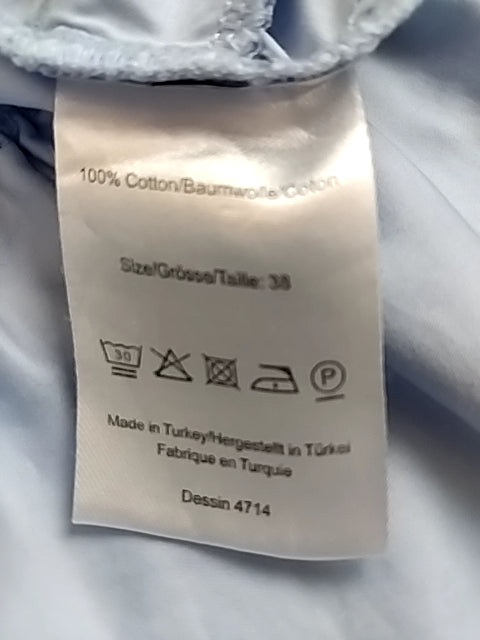 100% Cotton/Baumwolle/Coton
Size/Grösse/Taille: 38
30
P
Made in Turkey/Hergestellt in Türkei
Fabrique en Turquie
Dessin 4714